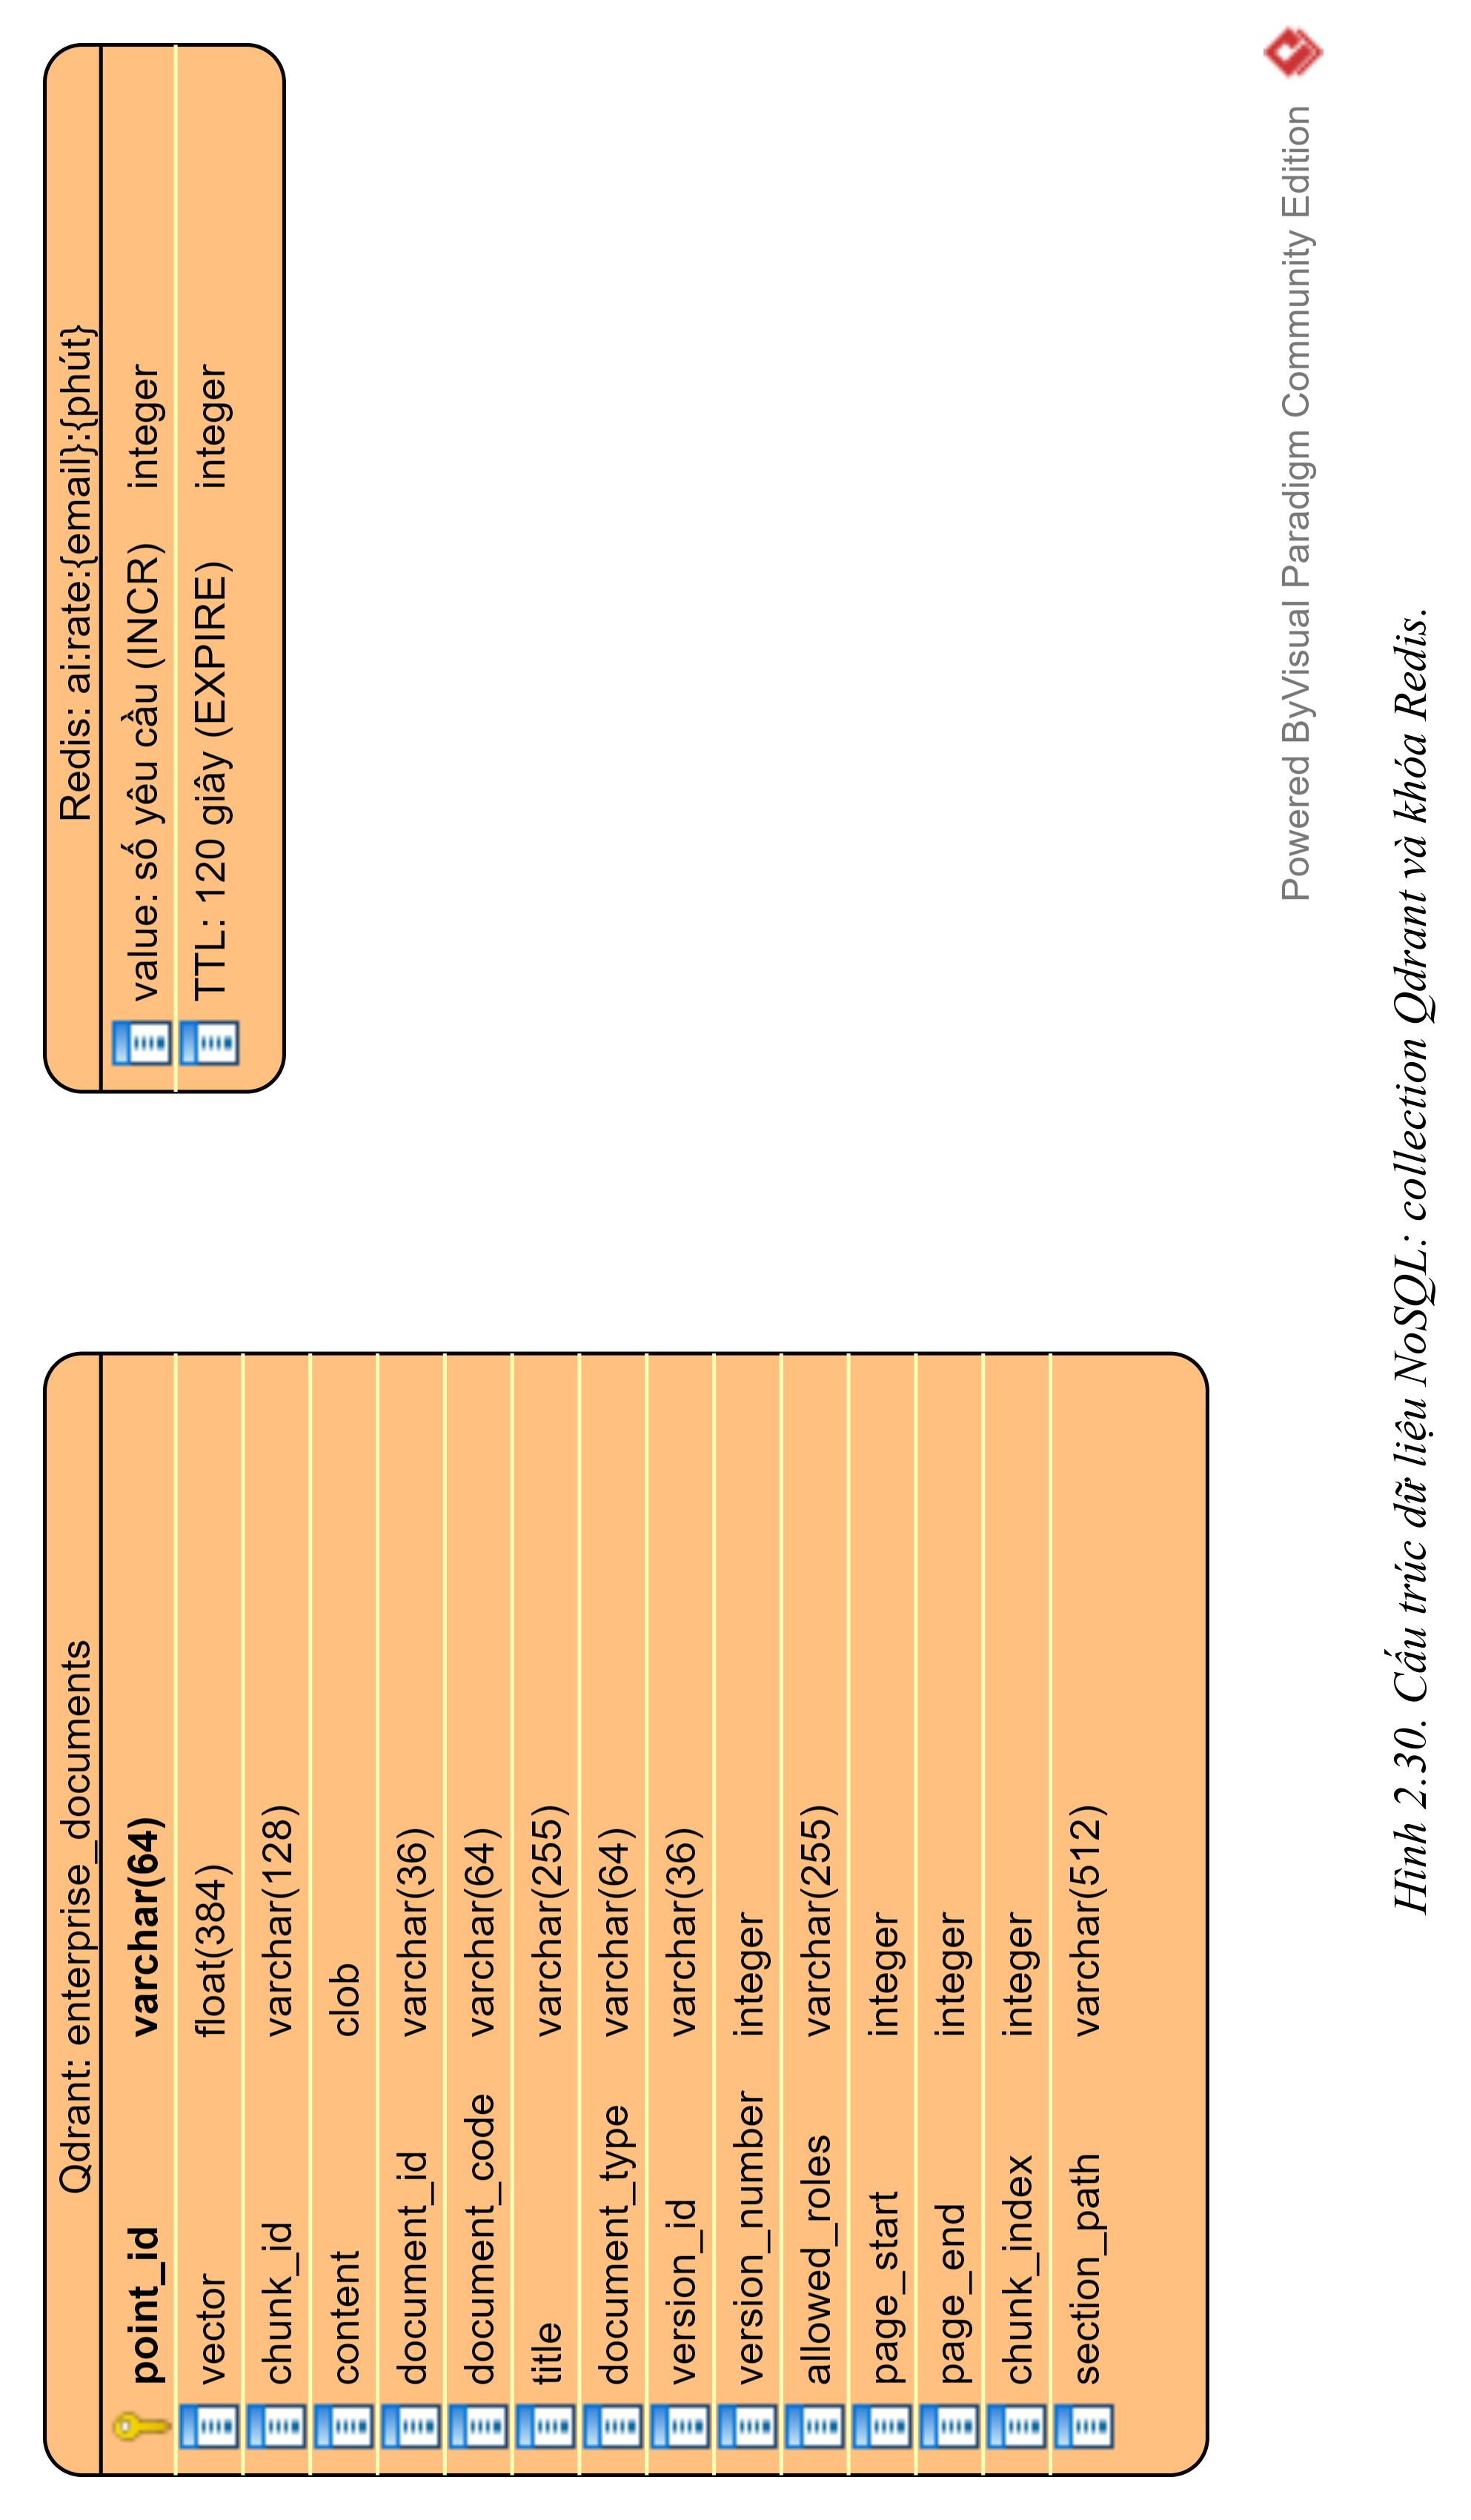 Qdrant: enterprise_documents
point_id varchar(64)
vector float(384)
chunk_id varchar(128)
content clob
document_id varchar(36)
document_code varchar(64)
title varchar(255)
document_type varchar(64)
version_id varchar(36)
version_number integer
allowed_roles varchar(255)
page_start integer
page_end integer
chunk_index integer
section_path varchar(512)
Redis: ai:rate:{email}:{phút}
value: số yêu cầu (INCR) integer
TTL: 120 giây (EXPIRE) integer
Powered By Visual Paradigm Community Edition
Hình 2.30. Cấu trúc dữ liệu NoSQL: collection Qdrant và khóa Redis.